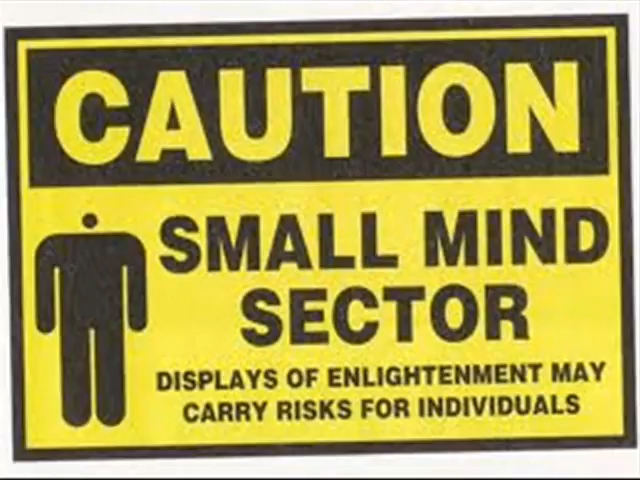 CAUTION
SMALL MIND
SECTOR
DISPLAYS OF ENLIGHTENMENT MAY
CARRY RISKS FOR INDIVIDUALS